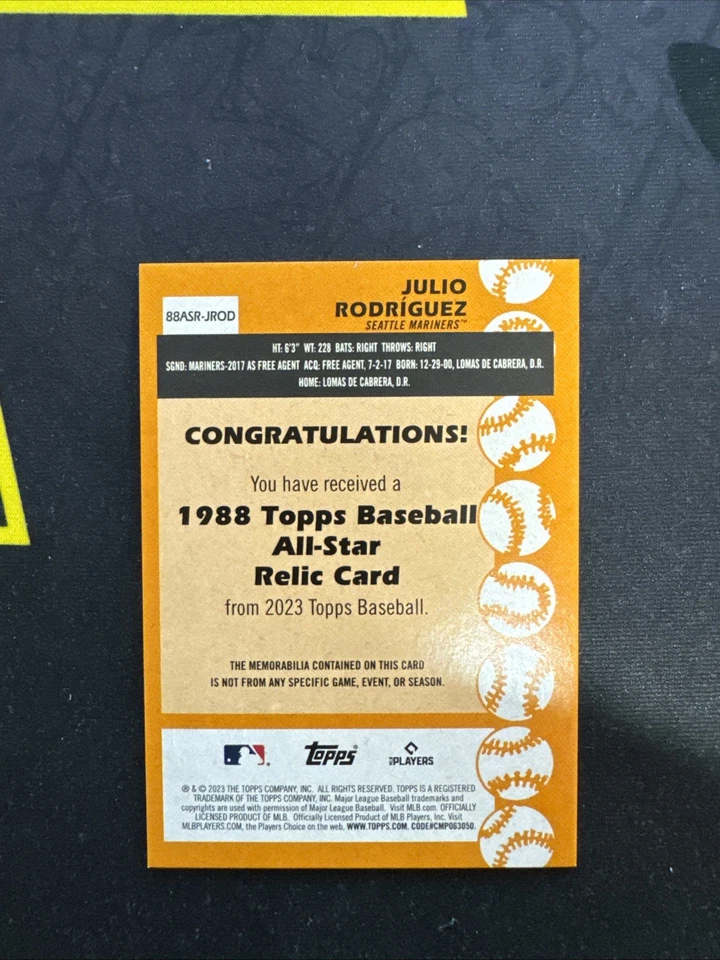 88ASR-JROD
JULIO
RODRÍGUEZ
SEATTLE MARINERS™
HT: 6'3" WT: 228 BATS: RIGHT THROWS: RIGHT
SGND: MARINERS-2017 AS FREE AGENT ACQ: FREE AGENT, 7-2-17 BORN: 12-29-00, LOMAS DE CABRERA, D.R.
HOME: LOMAS DE CABRERA, D.R.
CONGRATULATIONS!
You have received a
1988 Topps Baseball
All-Star
Relic Card
from 2023 Topps Baseball.
THE MEMORABILIA CONTAINED ON THIS CARD
IS NOT FROM ANY SPECIFIC GAME, EVENT, OR SEASON.
TOPPS® PLAYERS
® & © 2023 THE TOPPS COMPANY, INC. ALL RIGHTS RESERVED. TOPPS IS A REGISTERED
TRADEMARK OF THE TOPPS COMPANY, INC. Major League Baseball trademarks and
copyrights are used with permission of Major League Baseball. Visit MLB.com. OFFICIALLY
LICENSED PRODUCT OF MLB. Officially Licensed Product of MLB Players, Inc. Visit
MLBPLAYERS.COM, the Players Choice on the web. WWW.TOPPS.COM. CODE#CMP063050.